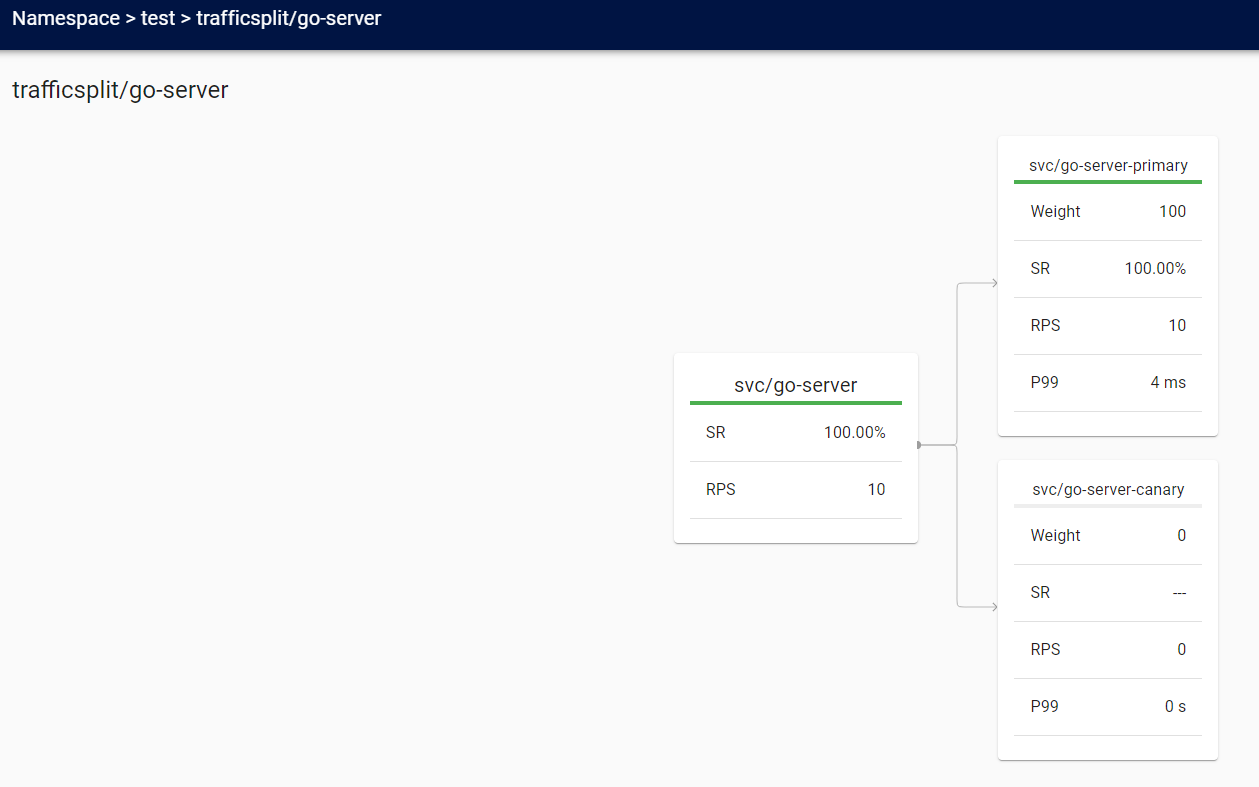 Namespace > test > trafficsplit/go-server
trafficsplit/go-server
svc/go-server
SR 100.00%
RPS 10
svc/go-server-primary
Weight 100
SR 100.00%
RPS 10
P99 4 ms
svc/go-server-canary
Weight 0
SR ---
RPS 0
P99 0 s